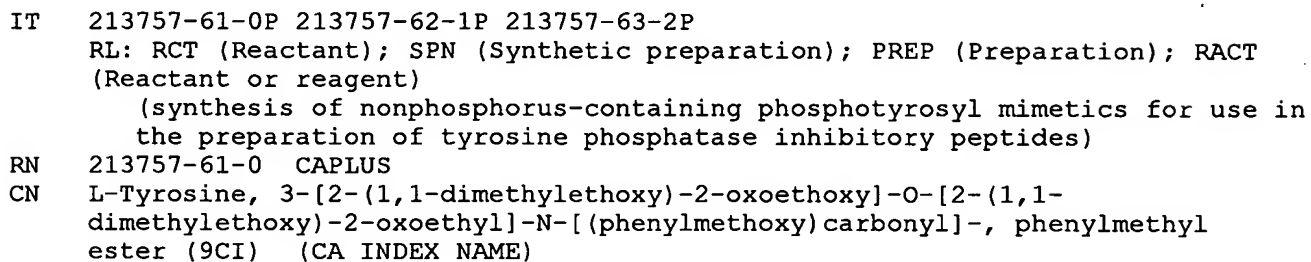 IT 213757-61-0P 213757-62-1P 213757-63-2P
RL: RCT (Reactant); SPN (Synthetic preparation); PREP (Preparation); RACT
(Reactant or reagent)
(synthesis of nonphosphorus-containing phosphotyrosyl mimetics for use in
the preparation of tyrosine phosphatase inhibitory peptides)
RN 213757-61-0 CAPLUS
CN L-Tyrosine, 3-[2-(1,1-dimethylethoxy)-2-oxoethoxy]-O-[2-(1,1-
dimethylethoxy)-2-oxoethyl]-N-[(phenylmethoxy)carbonyl]-, phenylmethyl
ester (9CI) (CA INDEX NAME)